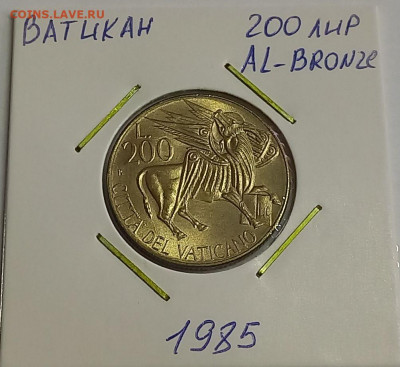 COINS.LAVE.RU
ВАТИКАН
200 ЛИР
AL-BRONZE
L.
200
CITTA' DEL VATICANO
1985